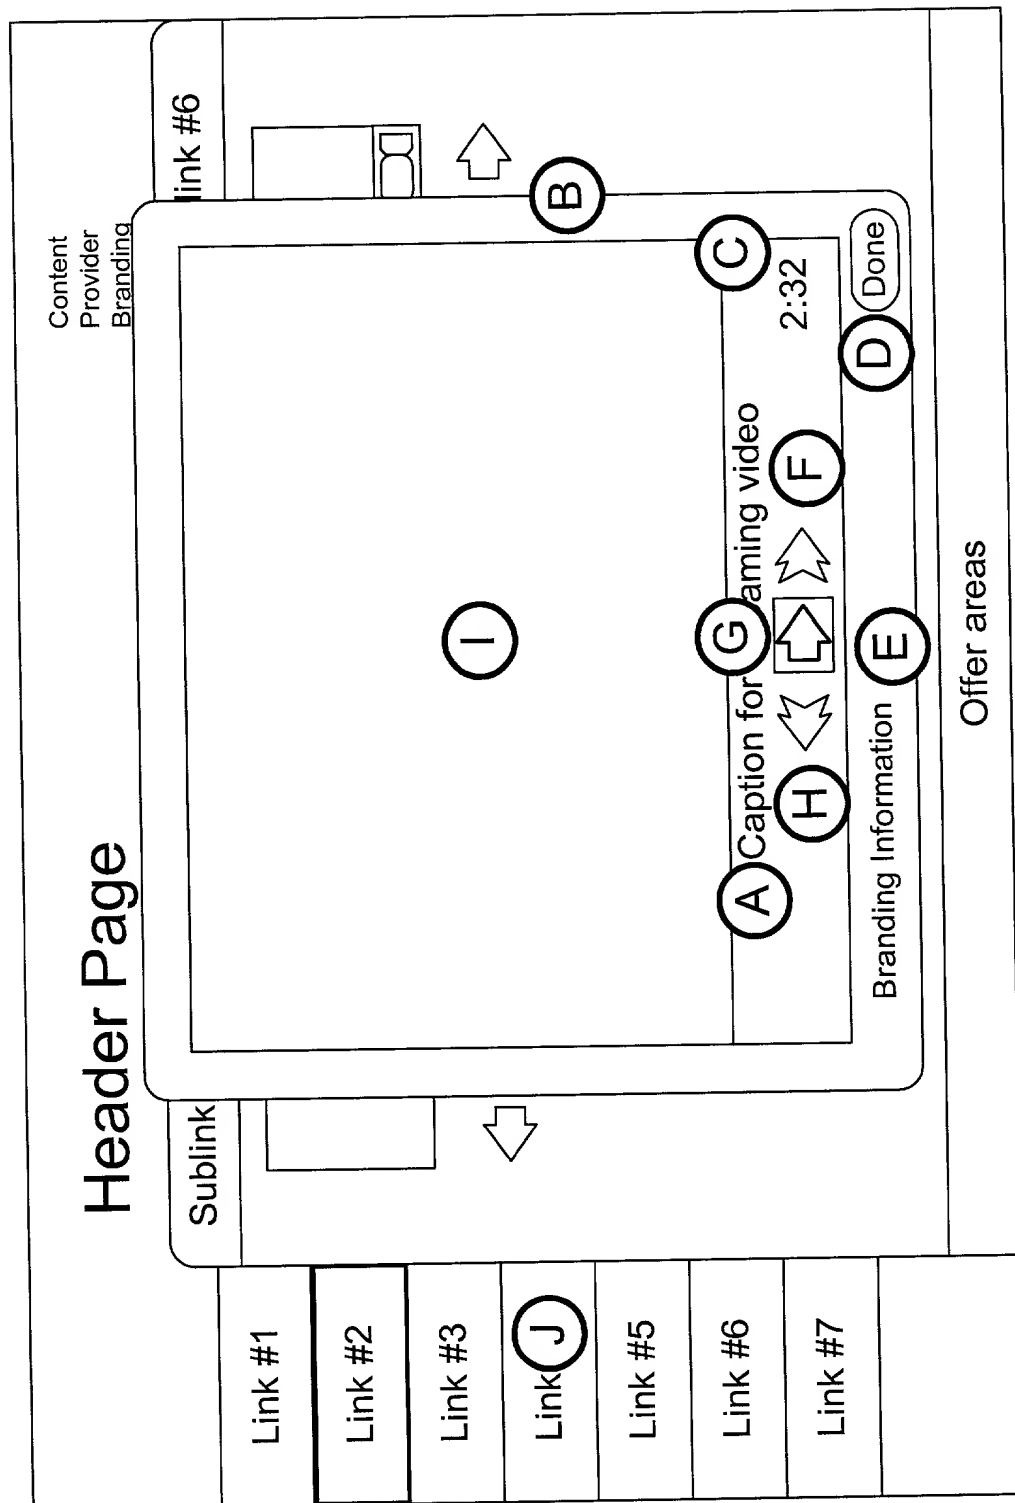 Header Page
Content
Provider
Branding
Sublink
link #6
Link #1
Link #2
Link #3
Link
J
Link #5
Link #6
Link #7
I
B
C
A
Caption for
G
aming video
H
F
2:32
Branding Information
E
D
Done
Offer areas